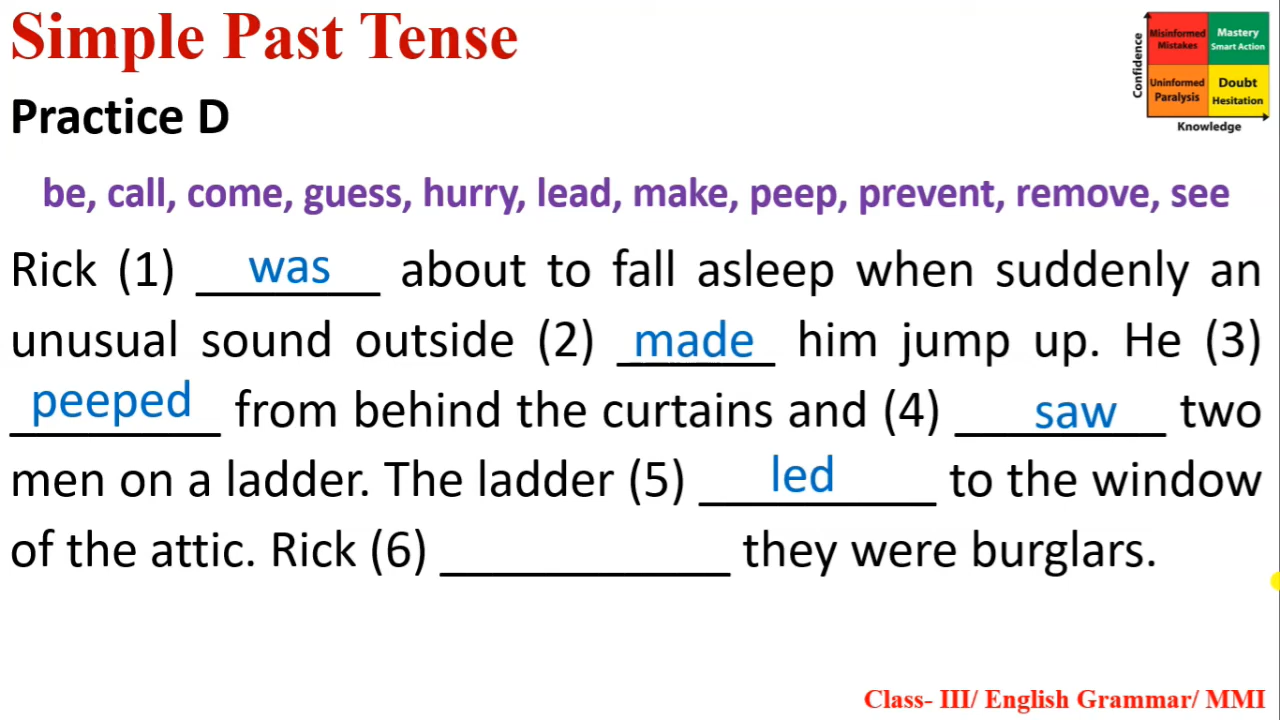 Simple Past Tense
Misinformed Mistakes
Mastery Smart Action
Uninformed Paralysis
Doubt Hesitation
Confidence
Knowledge
Practice D
be, call, come, guess, hurry, lead, make, peep, prevent, remove, see
Rick (1) was about to fall asleep when suddenly an
unusual sound outside (2) made him jump up. He (3)
peeped from behind the curtains and (4) saw two
men on a ladder. The ladder (5) led to the window
of the attic. Rick (6) ___________ they were burglars.
Class- III/ English Grammar/ MMI